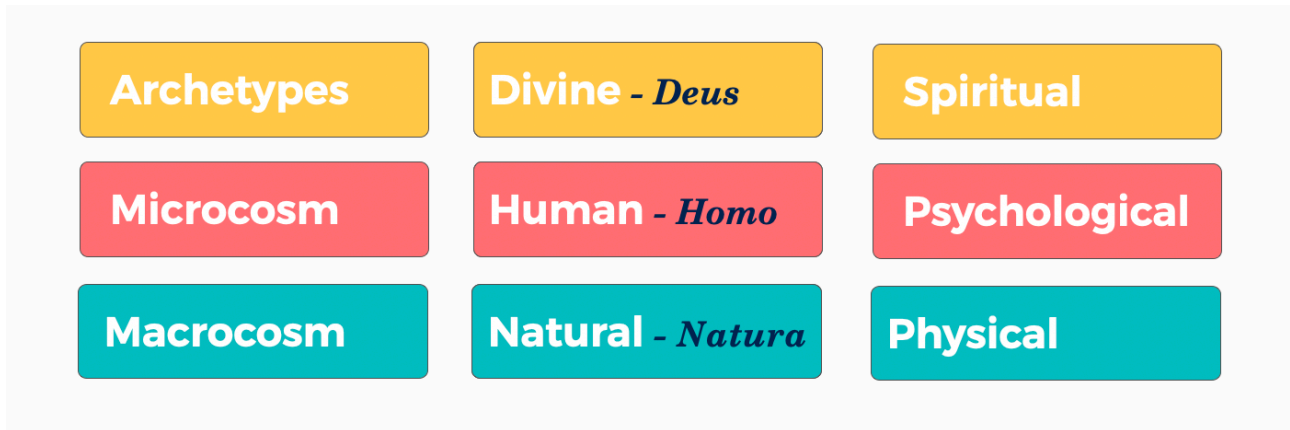 Archetypes
Divine - Deus
Spiritual
Microcosm
Human - Homo
Psychological
Macrocosm
Natural - Natura
Physical